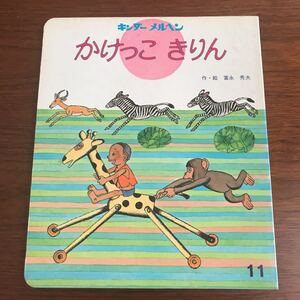 キンダー メルヘン
かけっこ きりん
作・絵 冨永 秀夫
11